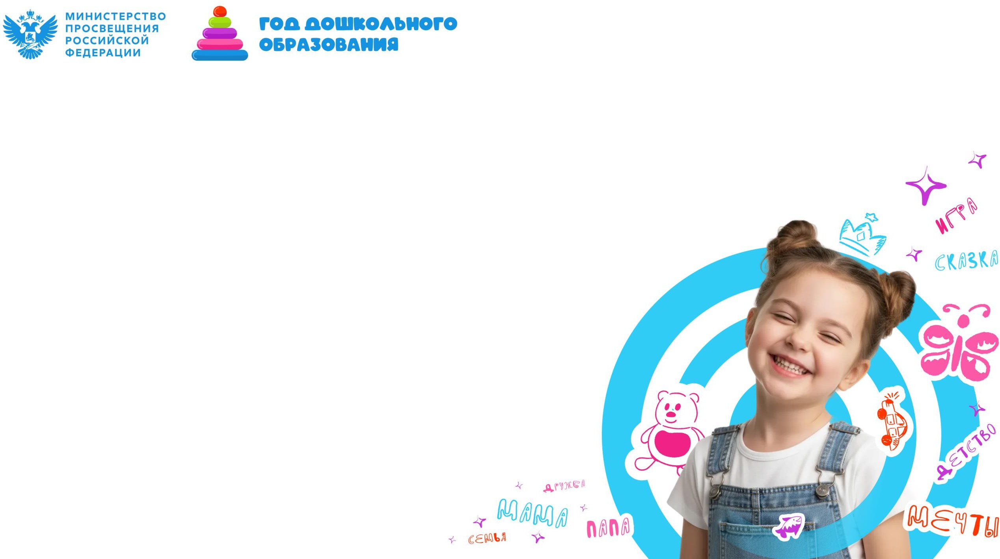 МИНИСТЕРСТВО
ПРОСВЕЩЕНИЯ
РОССИЙСКОЙ
ФЕДЕРАЦИИ
ГОД ДОШКОЛЬНОГО
ОБРАЗОВАНИЯ
ИГРА
СКАЗКА
ДЕТСТВО
ДРУЖБА
МАМА
ПАПА
МЕЧТЫ
СЕМЬЯ